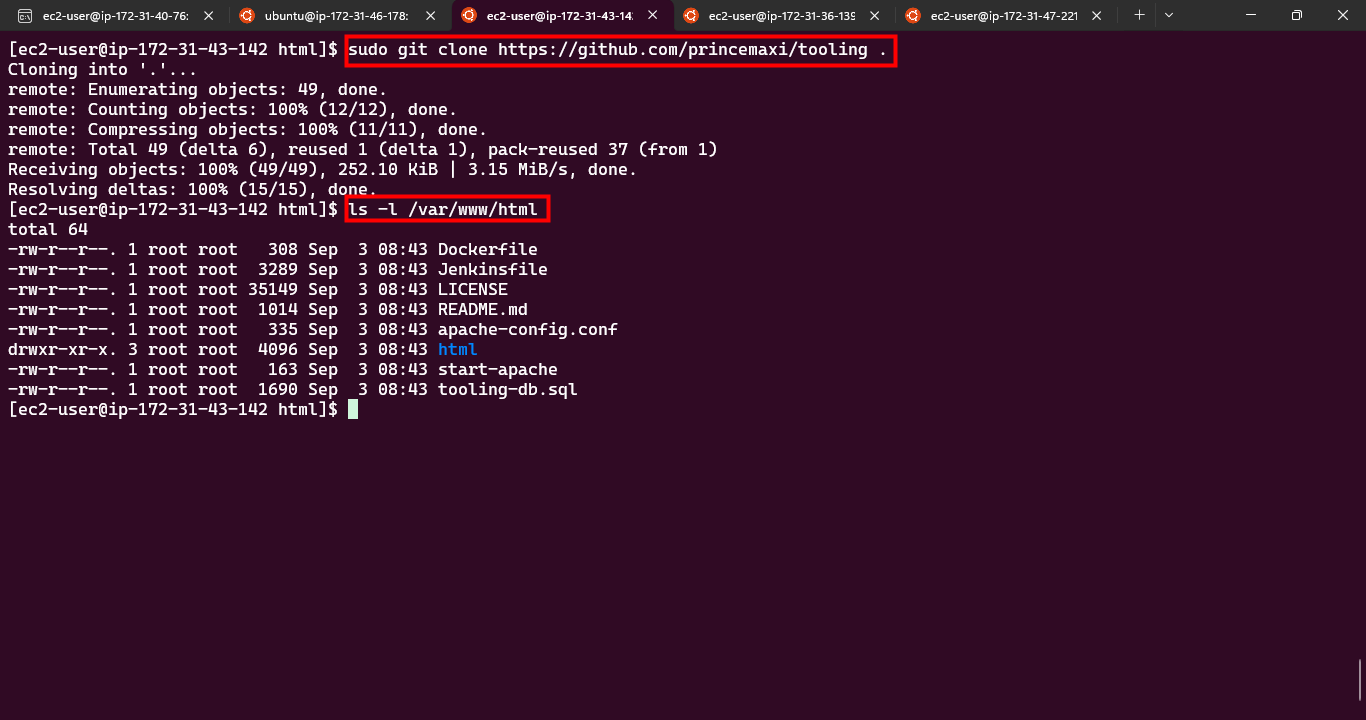 ec2-user@ip-172-31-40-76: ubuntu@ip-172-31-46-178: ec2-user@ip-172-31-43-142 ec2-user@ip-172-31-36-139 ec2-user@ip-172-31-47-221
[ec2-user@ip-172-31-43-142 html]$ sudo git clone https://github.com/princemaxi/tooling .
Cloning into '.'...
remote: Enumerating objects: 49, done.
remote: Counting objects: 100% (12/12), done.
remote: Compressing objects: 100% (11/11), done.
remote: Total 49 (delta 6), reused 1 (delta 1), pack-reused 37 (from 1)
Receiving objects: 100% (49/49), 252.10 KiB | 3.15 MiB/s, done.
Resolving deltas: 100% (15/15), done.
[ec2-user@ip-172-31-43-142 html]$ ls -l /var/www/html
total 64
-rw-r--r--. 1 root root   308 Sep  3 08:43 Dockerfile
-rw-r--r--. 1 root root  3289 Sep  3 08:43 Jenkinsfile
-rw-r--r--. 1 root root 35149 Sep  3 08:43 LICENSE
-rw-r--r--. 1 root root  1014 Sep  3 08:43 README.md
-rw-r--r--. 1 root root   335 Sep  3 08:43 apache-config.conf
drwxr-xr-x. 3 root root  4096 Sep  3 08:43 html
-rw-r--r--. 1 root root   163 Sep  3 08:43 start-apache
-rw-r--r--. 1 root root  1690 Sep  3 08:43 tooling-db.sql
[ec2-user@ip-172-31-43-142 html]$